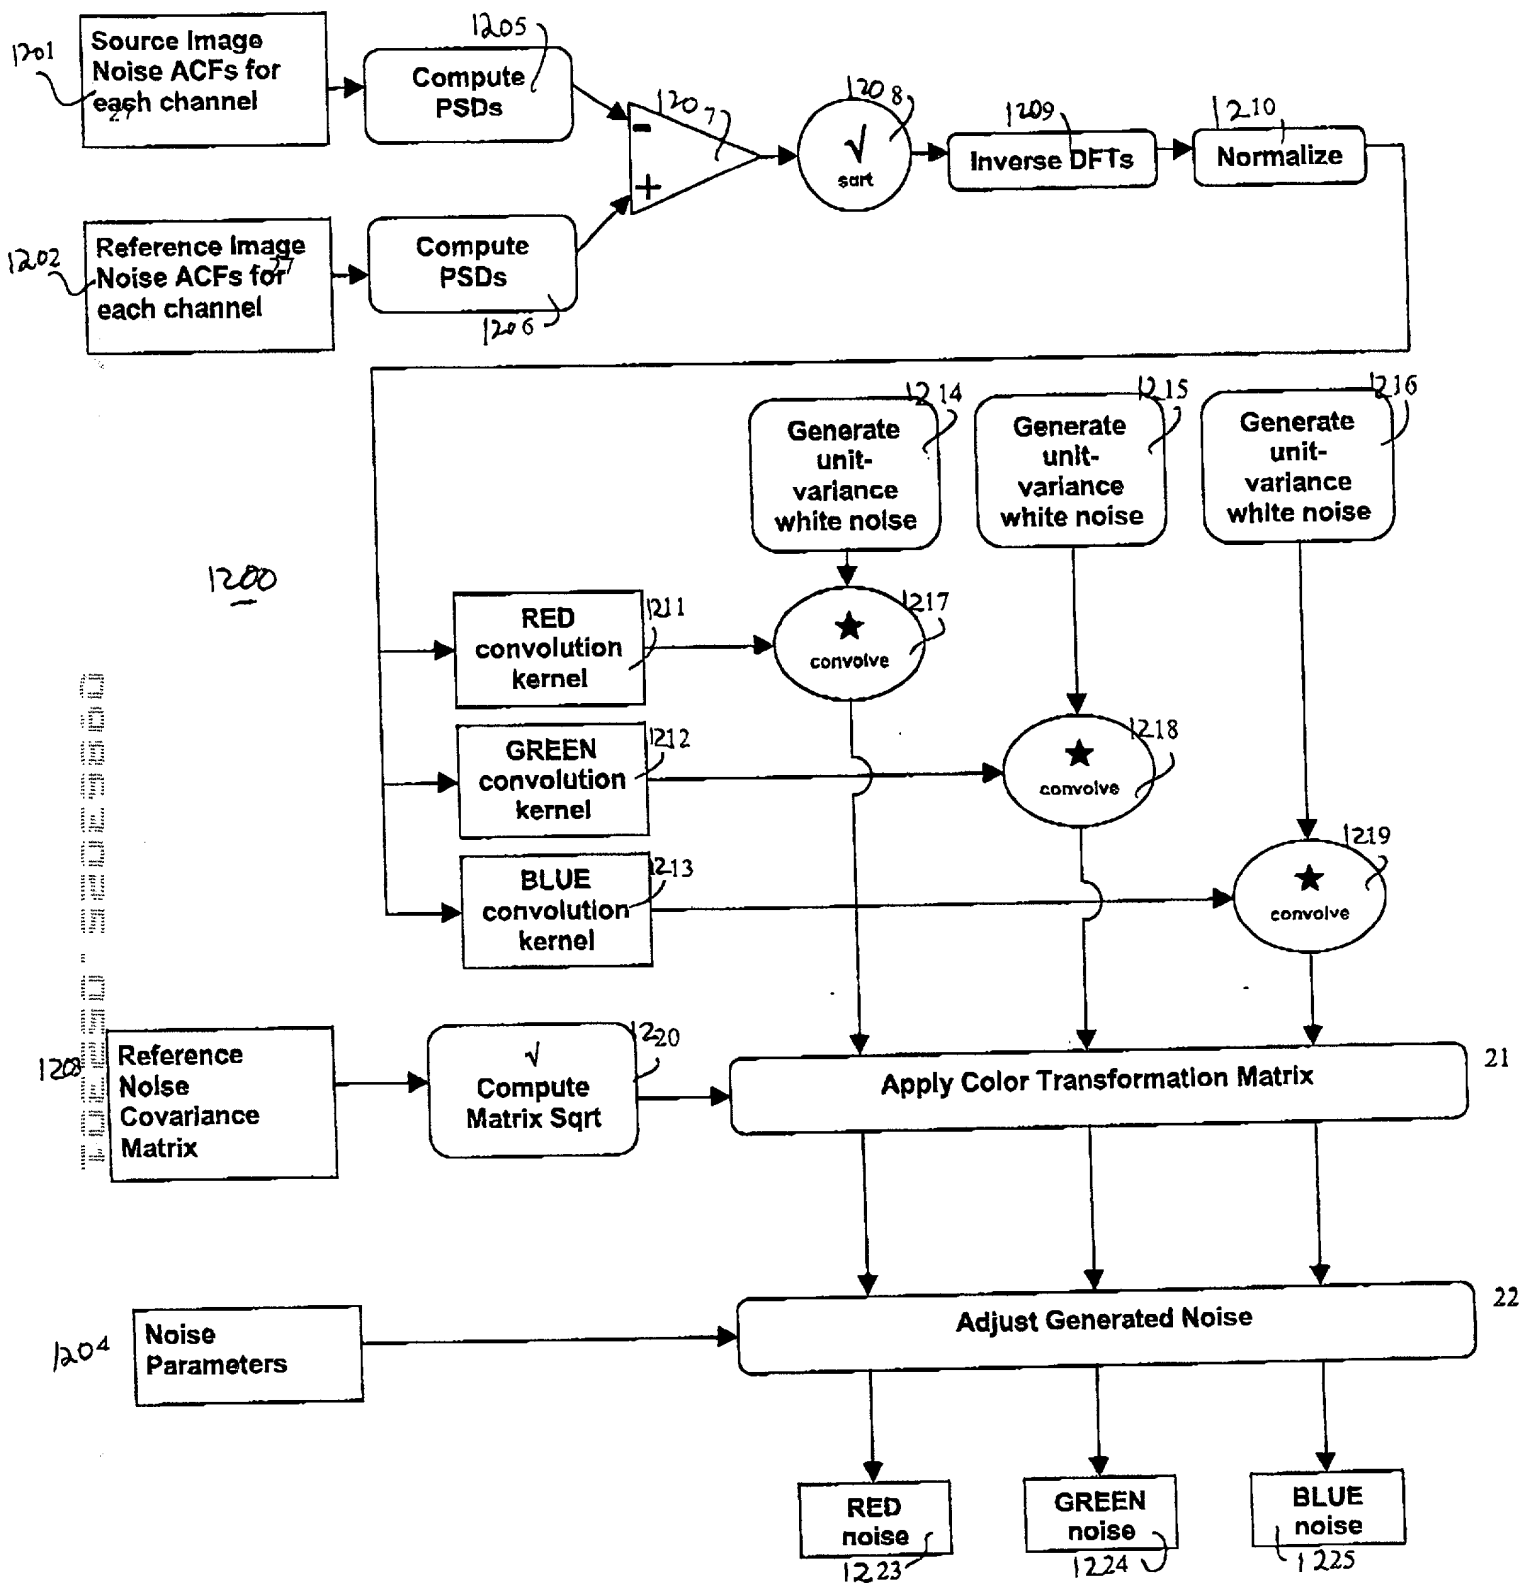 1201
Source Image
Noise ACFs for
each channel
27
1205
Compute
PSDs
1207
-
+
1208
√
sqrt
1209
Inverse DFTs
1210
Normalize
1202
Reference Image
27
Noise ACFs for
each channel
Compute
PSDs
1206
1214
Generate
unit-
variance
white noise
1215
Generate
unit-
variance
white noise
1216
Generate
unit-
variance
white noise
1200
1211
RED
convolution
kernel
1217
★
convolve
1212
GREEN
convolution
kernel
1218
★
convolve
1213
BLUE
convolution
kernel
1219
★
convolve
1203
Reference
Noise
Covariance
Matrix
1220
√
Compute
Matrix Sqrt
21
Apply Color Transformation Matrix
1204
Noise
Parameters
22
Adjust Generated Noise
RED
noise
1223
GREEN
noise
1224
BLUE
noise
1225